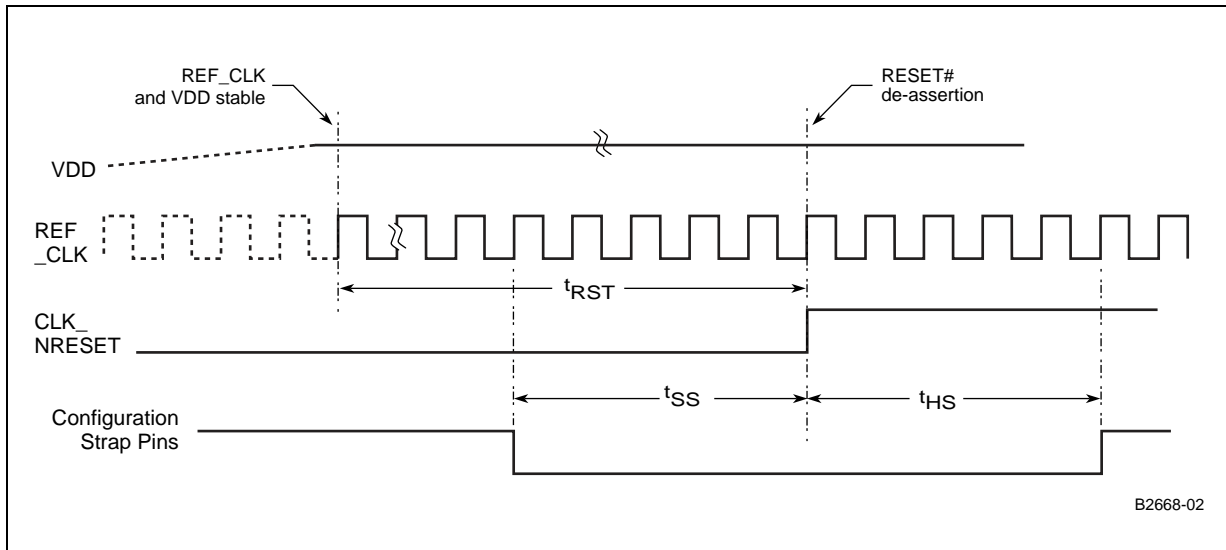 REF_CLK
and VDD stable
RESET#
de-assertion
VDD
REF
_CLK
tRST
CLK_
NRESET
tSS
tHS
Configuration
Strap Pins
B2668-02